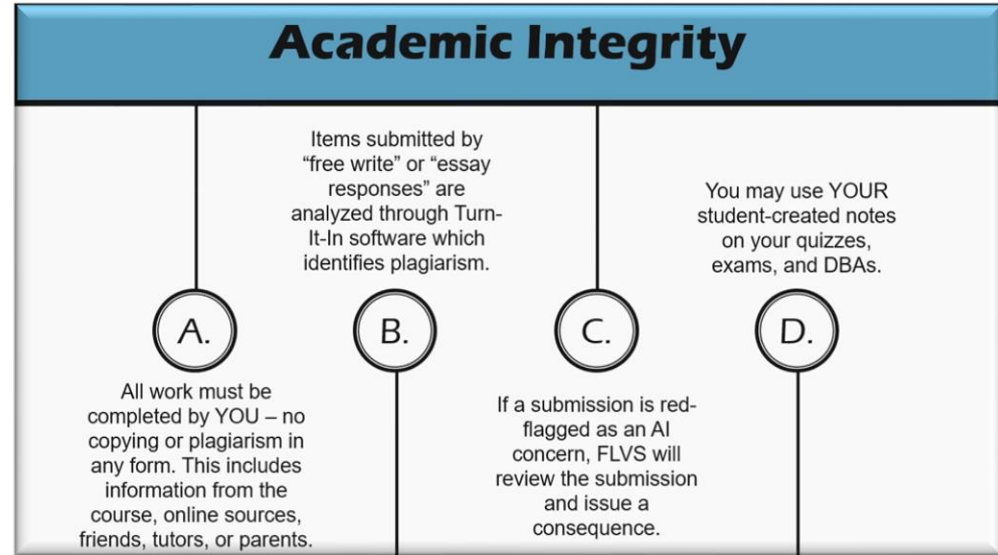 Academic Integrity
A.
All work must be
completed by YOU – no
copying or plagiarism in
any form. This includes
information from the
course, online sources,
friends, tutors, or parents.
Items submitted by
“free write” or “essay
responses” are
analyzed through Turn-
It-In software which
identifies plagiarism.
B.
C.
If a submission is red-
flagged as an AI
concern, FLVS will
review the submission
and issue a
consequence.
You may use YOUR
student-created notes
on your quizzes,
exams, and DBAs.
D.